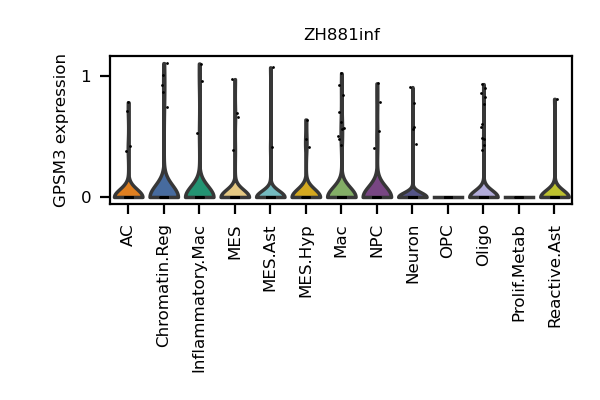 ZH881inf
GPSM3 expression
1
0
AC
Chromatin.Reg
Inflammatory.Mac
MES
MES.Ast
MES.Hyp
Mac
NPC
Neuron
OPC
Oligo
Prolif.Metab
Reactive.Ast